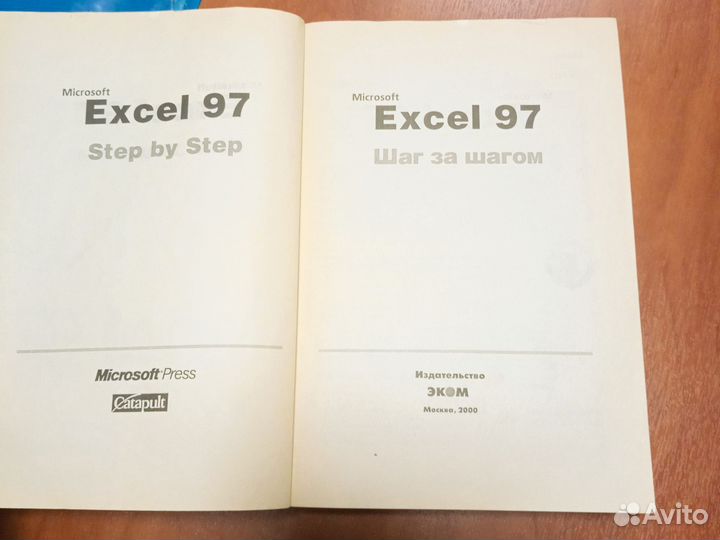 Microsoft
Excel 97
Step by Step
Microsoft Press
Catapult
Microsoft
Excel 97
Шаг за шагом
Издательство
ЭКОМ
Москва, 2000
Avito